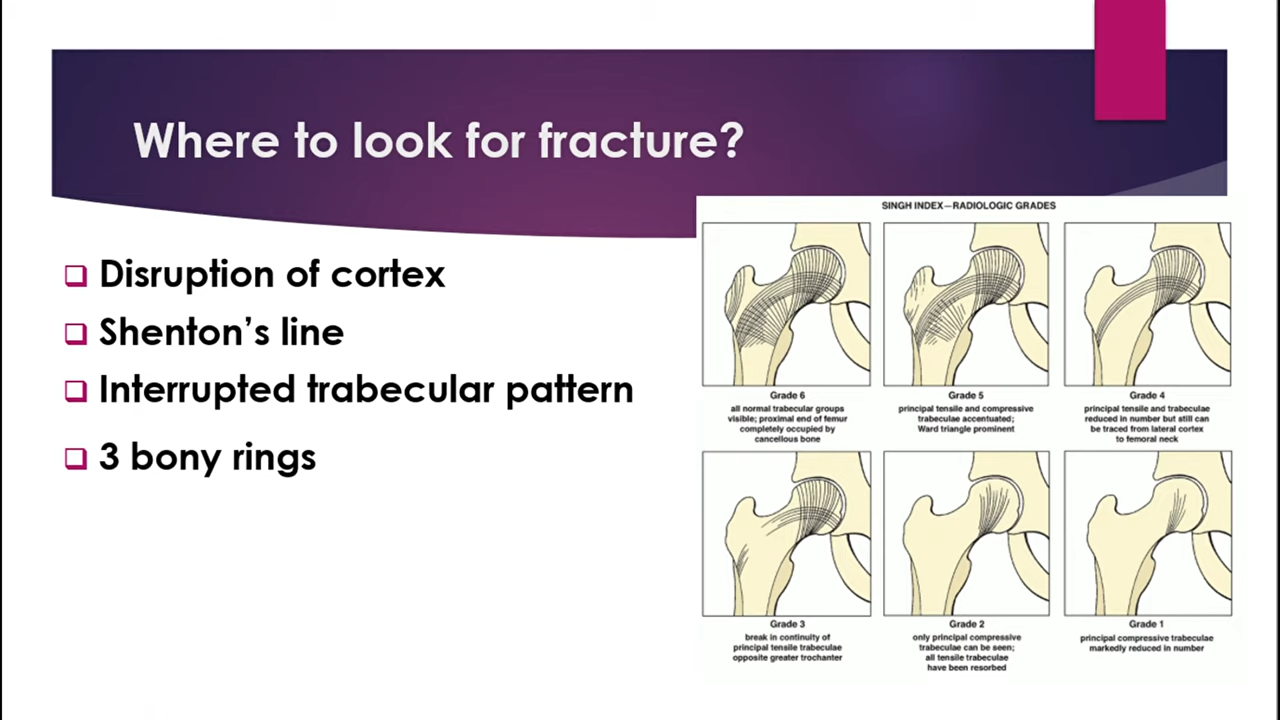 Where to look for fracture?
Disruption of cortex
Shenton’s line
Interrupted trabecular pattern
3 bony rings
SINGH INDEX—RADIOLOGIC GRADES
Grade 6
all normal trabecular groups
visible; proximal end of femur
completely occupied by
cancellous bone
Grade 5
principal tensile and compressive
trabeculae accentuated;
Ward triangle prominent
Grade 4
principal tensile and trabeculae
reduced in number but still can
be traced from lateral cortex
to femoral neck
Grade 3
break in continuity of
principal tensile trabeculae
opposite greater trochanter
Grade 2
only principal compressive
trabeculae can be seen;
all tensile trabeculae
have been resorbed
Grade 1
principal compressive trabeculae
markedly reduced in number